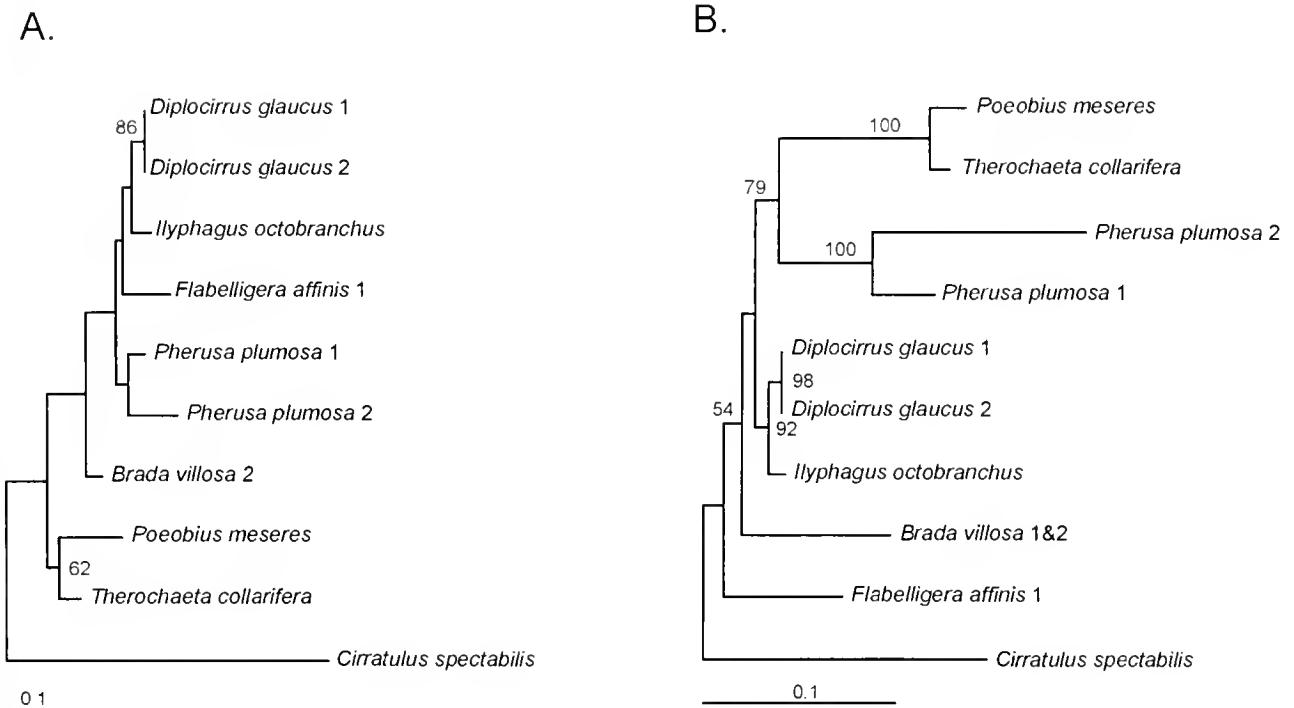 A.
Diplocirrus glaucus 1
86
Diplocirrus glaucus 2
Ilyphagus octobranchus
Flabelligera affinis 1
Pherusa plumosa 1
Pherusa plumosa 2
Brada villosa 2
Poeobius meseres
62
Therochaeta collarifera
Cirratulus spectabilis
0 1
B.
Poeobius meseres
100
Therochaeta collarifera
79
Pherusa plumosa 2
100
Pherusa plumosa 1
Diplocirrus glaucus 1
98
54
Diplocirrus glaucus 2
92
Ilyphagus octobranchus
Brada villosa 1&2
Flabelligera affinis 1
Cirratulus spectabilis
0.1